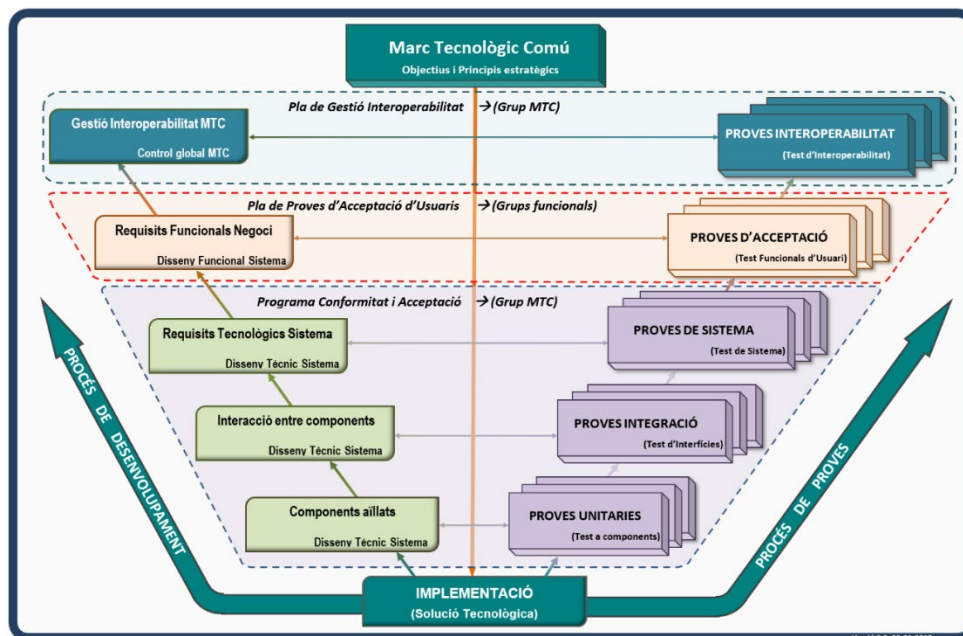 Marc Tecnològic Comú
Objectius i Principis estratègics
Pla de Gestió Interoperabilitat → (Grup MTC)
Gestió Interoperabilitat MTC
Control global MTC
PROVES INTEROPERABILITAT
(Test d'Interoperabilitat)
Pla de Proves d'Acceptació d'Usuaris → (Grups funcionals)
Requisits Funcionals Negoci
Disseny Funcional Sistema
PROVES D'ACCEPTACIÓ
(Test Funcionals d'Usuari)
Programa Conformitat i Acceptació → (Grup MTC)
Requisits Tecnològics Sistema
Disseny Tècnic Sistema
PROVES DE SISTEMA
(Test de Sistema)
Interacció entre components
Disseny Tècnic Sistema
PROVES INTEGRACIÓ
(Test d'Interfícies)
Components aïllats
Disseny Tècnic Sistema
PROVES UNITARIES
(Test a components)
PROCÉS DE DESENVOLUPAMENT
PROCÉS DE PROVES
IMPLEMENTACIÓ
(Solució Tecnològica)